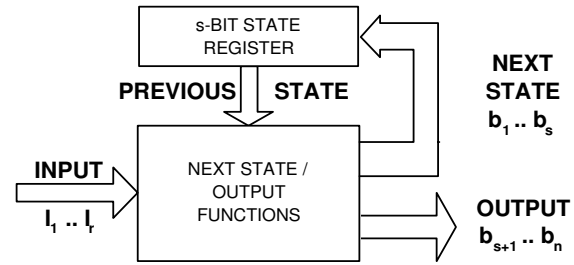 s-BIT STATE
REGISTER
PREVIOUS STATE
NEXT
STATE
b1 .. bs
INPUT
I1 .. Ir
NEXT STATE /
OUTPUT
FUNCTIONS
OUTPUT
bs+1 .. bn